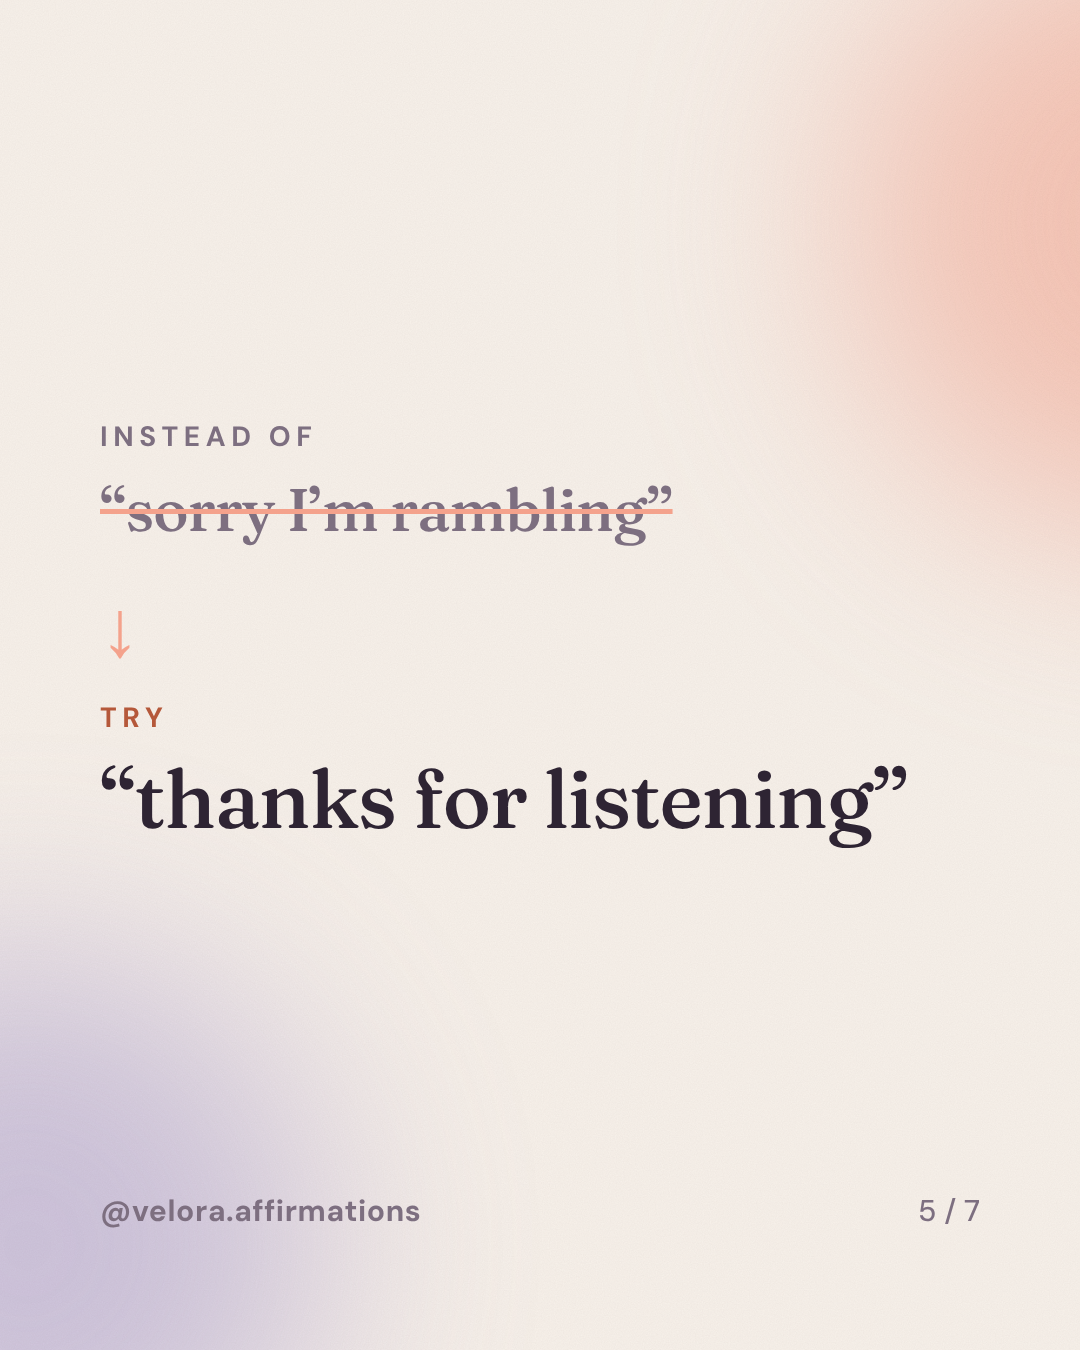 INSTEAD OF
“sorry I’m rambling”
↓
TRY
“thanks for listening”
@velora.affirmations
5 / 7